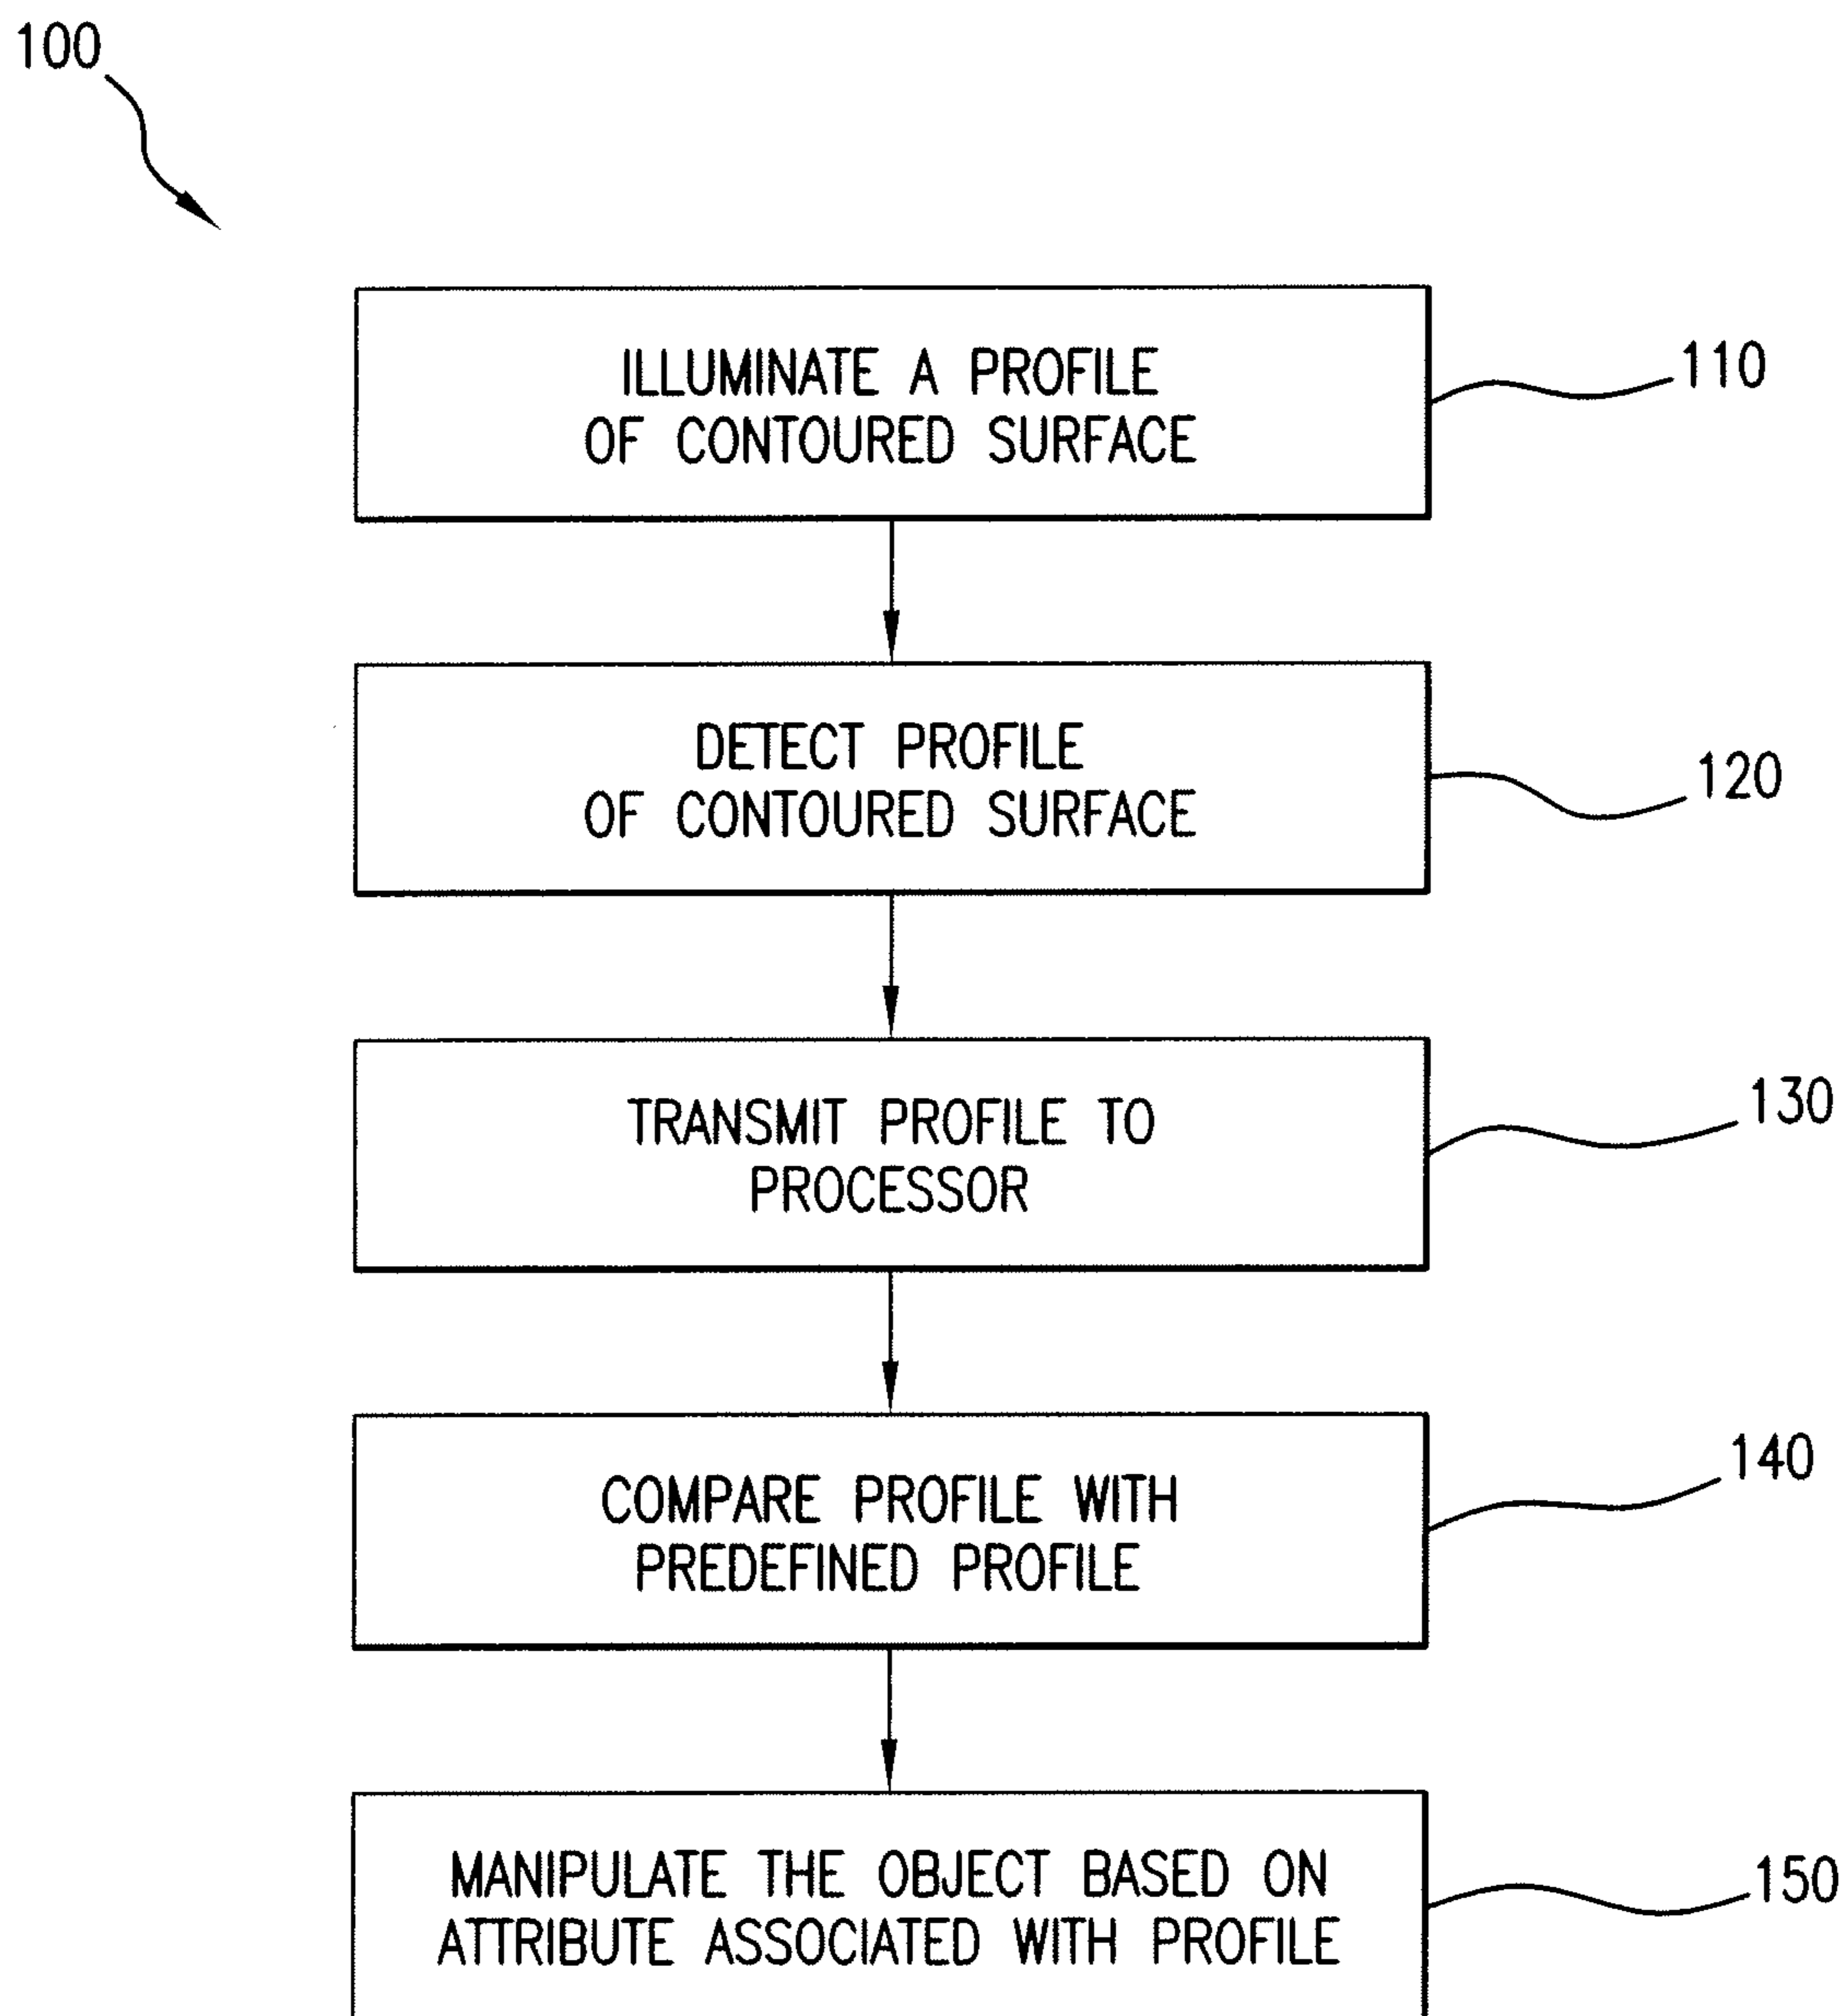 100
ILLUMINATE A PROFILE
OF CONTOURED SURFACE
110
DETECT PROFILE
OF CONTOURED SURFACE
120
TRANSMIT PROFILE TO
PROCESSOR
130
COMPARE PROFILE WITH
PREDEFINED PROFILE
140
MANIPULATE THE OBJECT BASED ON
ATTRIBUTE ASSOCIATED WITH PROFILE
150